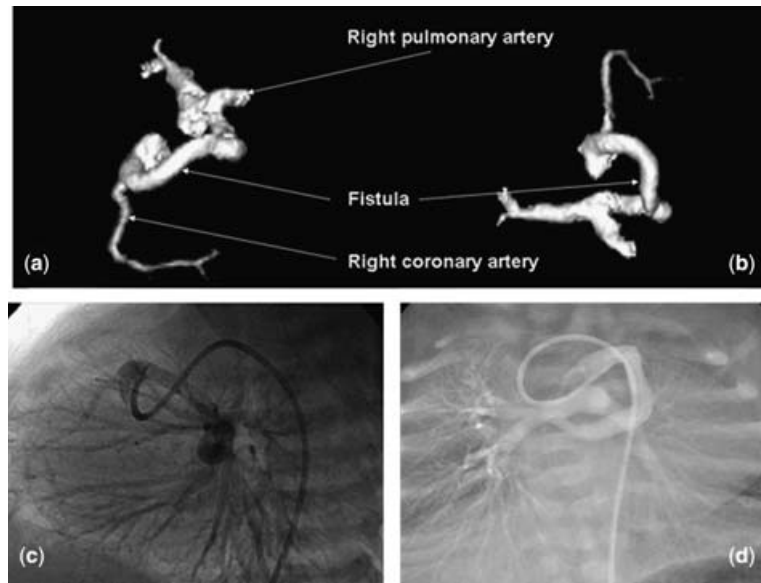 Right pulmonary artery
Fistula
(a)
Right coronary artery
(b)
(c)
(d)